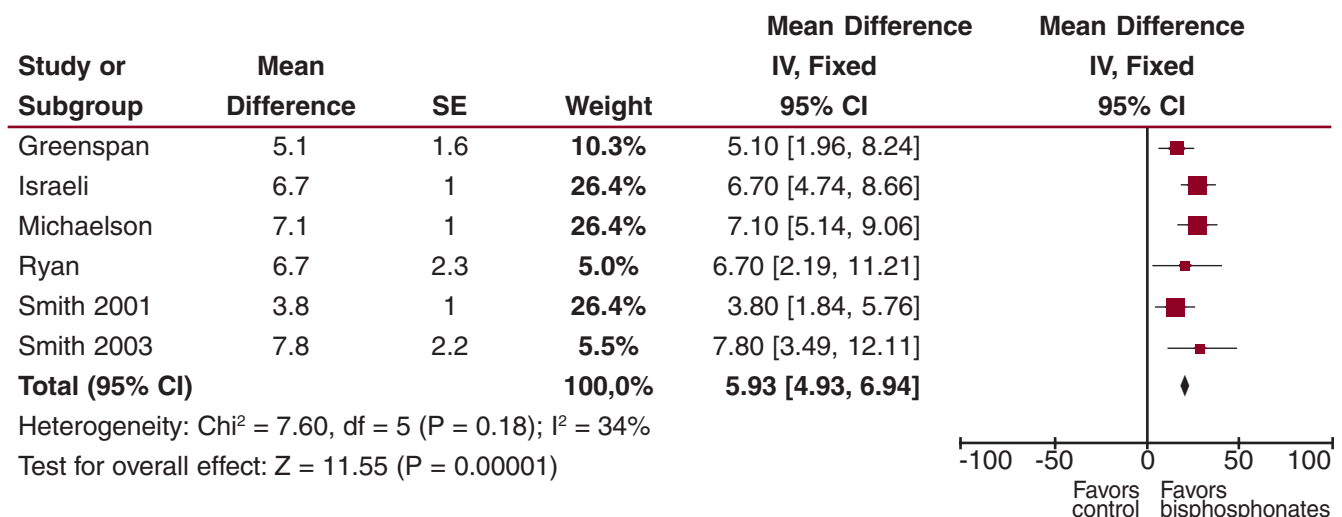 Mean Difference Mean Difference
Study or Mean IV, Fixed IV, Fixed
Subgroup Difference SE Weight 95% CI 95% CI
Greenspan 5.1 1.6 10.3% 5.10 [1.96, 8.24]
Israeli 6.7 1 26.4% 6.70 [4.74, 8.66]
Michaelson 7.1 1 26.4% 7.10 [5.14, 9.06]
Ryan 6.7 2.3 5.0% 6.70 [2.19, 11.21]
Smith 2001 3.8 1 26.4% 3.80 [1.84, 5.76]
Smith 2003 7.8 2.2 5.5% 7.80 [3.49, 12.11]
Total (95% CI) 100,0% 5.93 [4.93, 6.94]
Heterogeneity: Chi² = 7.60, df = 5 (P = 0.18); I² = 34%
Test for overall effect: Z = 11.55 (P = 0.00001)
-100 -50 0 50 100
Favors Favors
control bisphosphonates